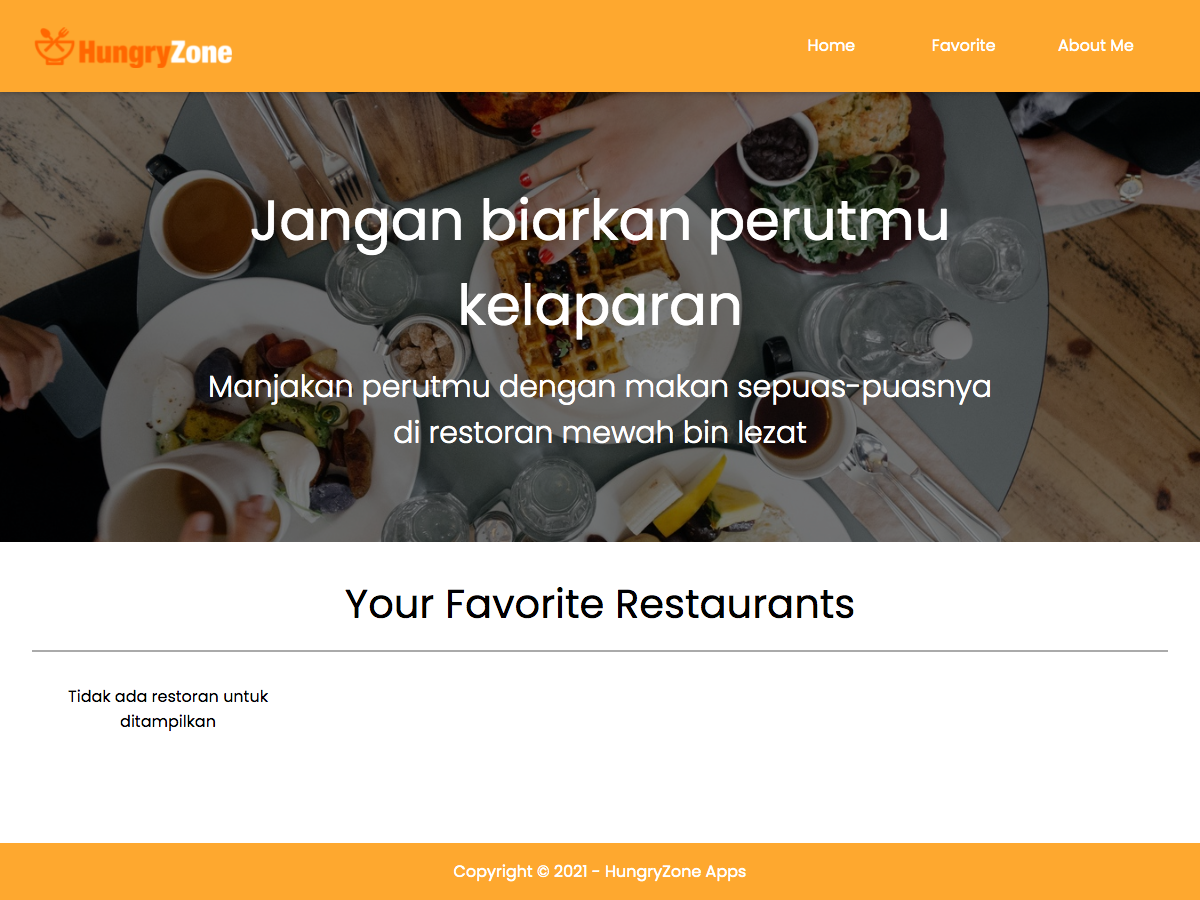 HungryZone
Home
Favorite
About Me
Jangan biarkan perutmu
kelaparan
Manjakan perutmu dengan makan sepuas-puasnya
di restoran mewah bin lezat
Your Favorite Restaurants
Tidak ada restoran untuk
ditampilkan
Copyright © 2021 - HungryZone Apps